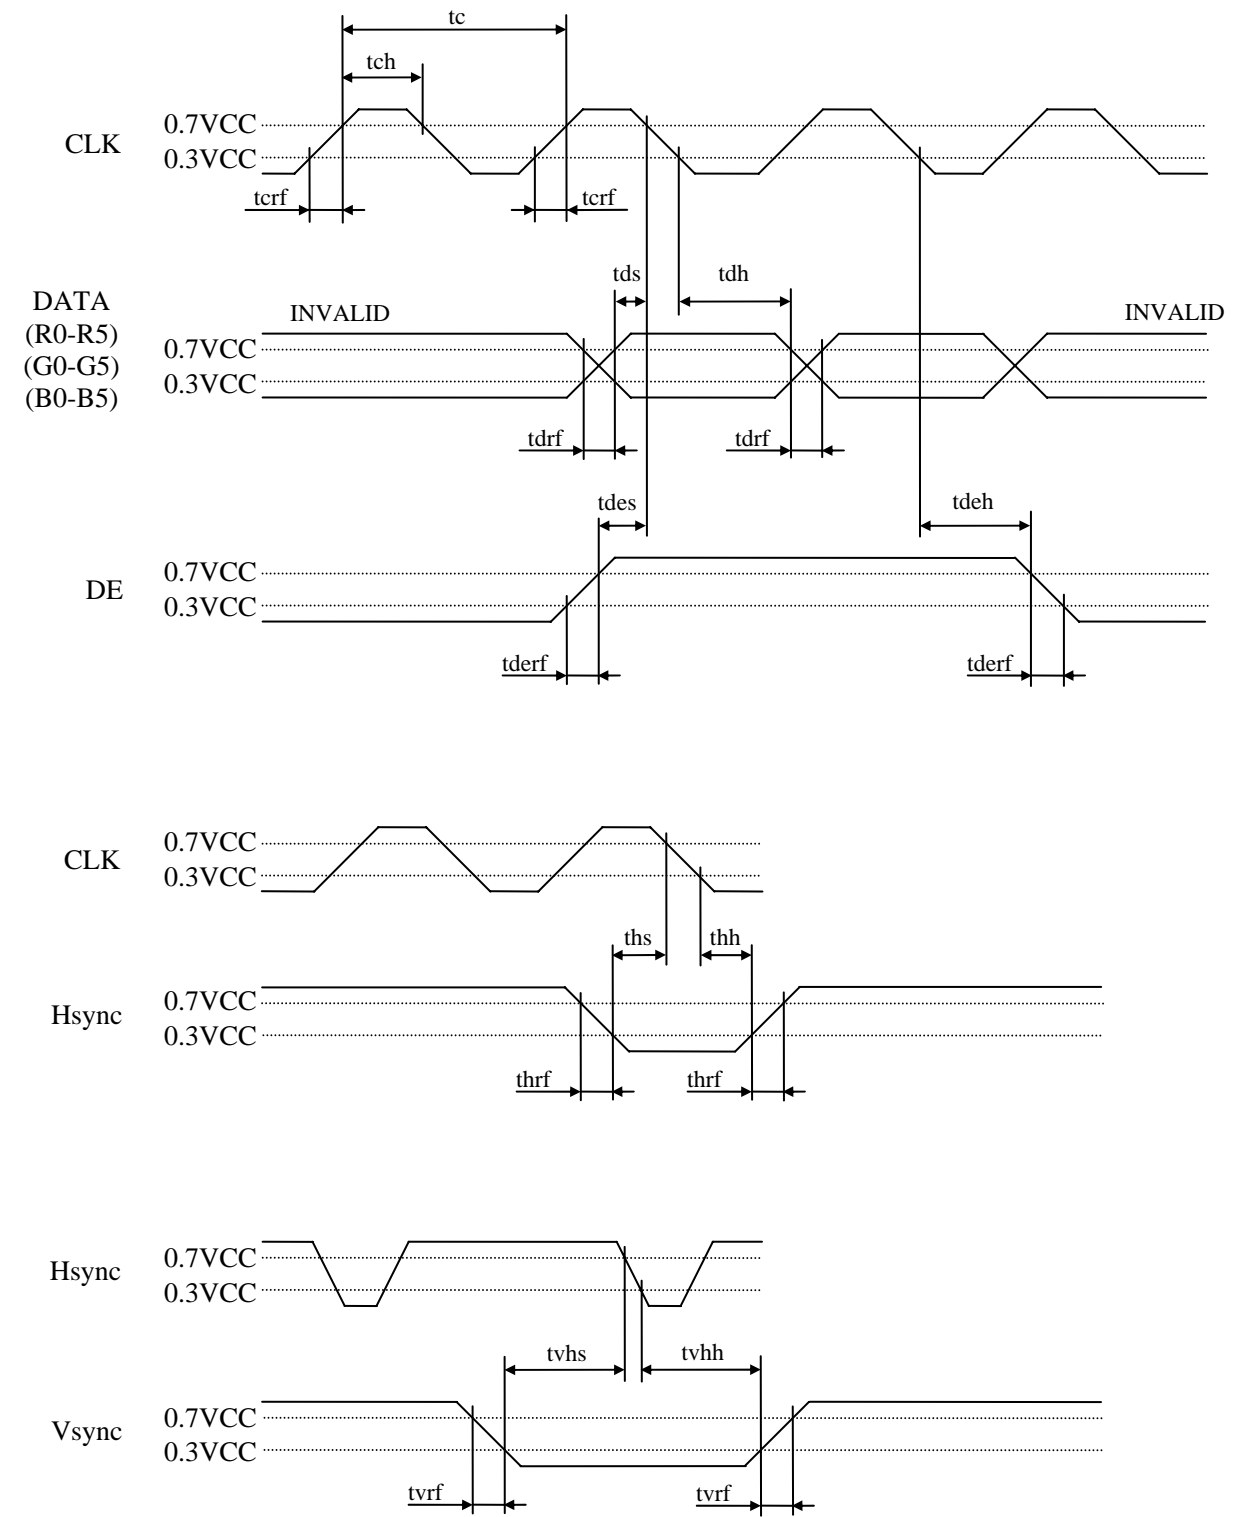 tc
tch
CLK
0.7VCC
0.3VCC
tcrf
tcrf
tds
tdh
DATA
(R0-R5)
(G0-G5)
(B0-B5)
INVALID
INVALID
0.7VCC
0.3VCC
tdrf
tdrf
tdes
tdeh
DE
0.7VCC
0.3VCC
tderf
tderf
CLK
0.7VCC
0.3VCC
ths
thh
Hsync
0.7VCC
0.3VCC
thrf
thrf
Hsync
0.7VCC
0.3VCC
tvhs
tvhh
Vsync
0.7VCC
0.3VCC
tvrf
tvrf